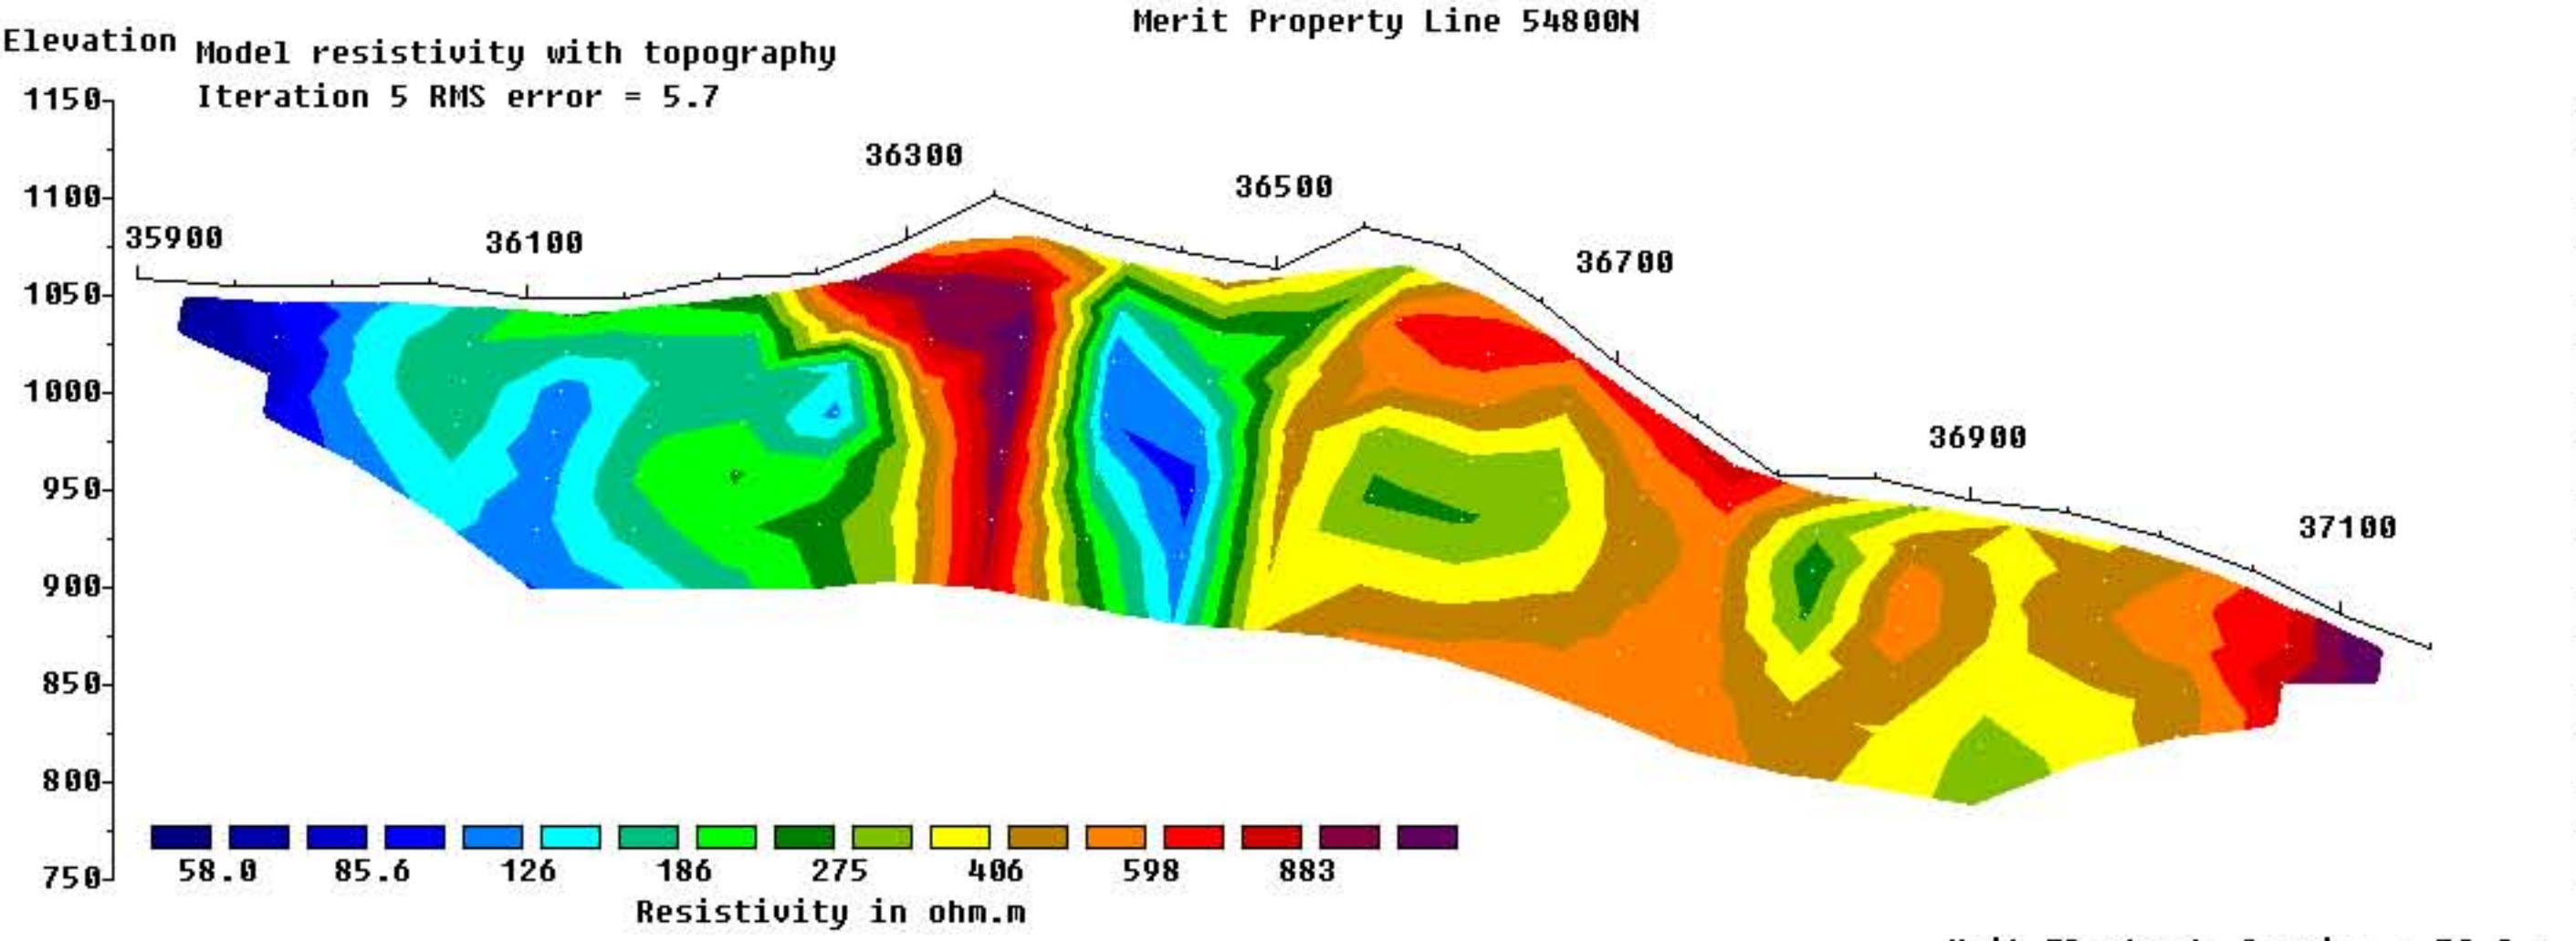 Merit Property Line 54800N
Elevation
Model resistivity with topography
Iteration 5 RMS error = 5.7
1150
36300
36500
1100
35900
36100
36700
1050
1000
36900
950
37100
900
850
800
58.0 85.6 126 186 275 406 598 883
750
Resistivity in ohm.m